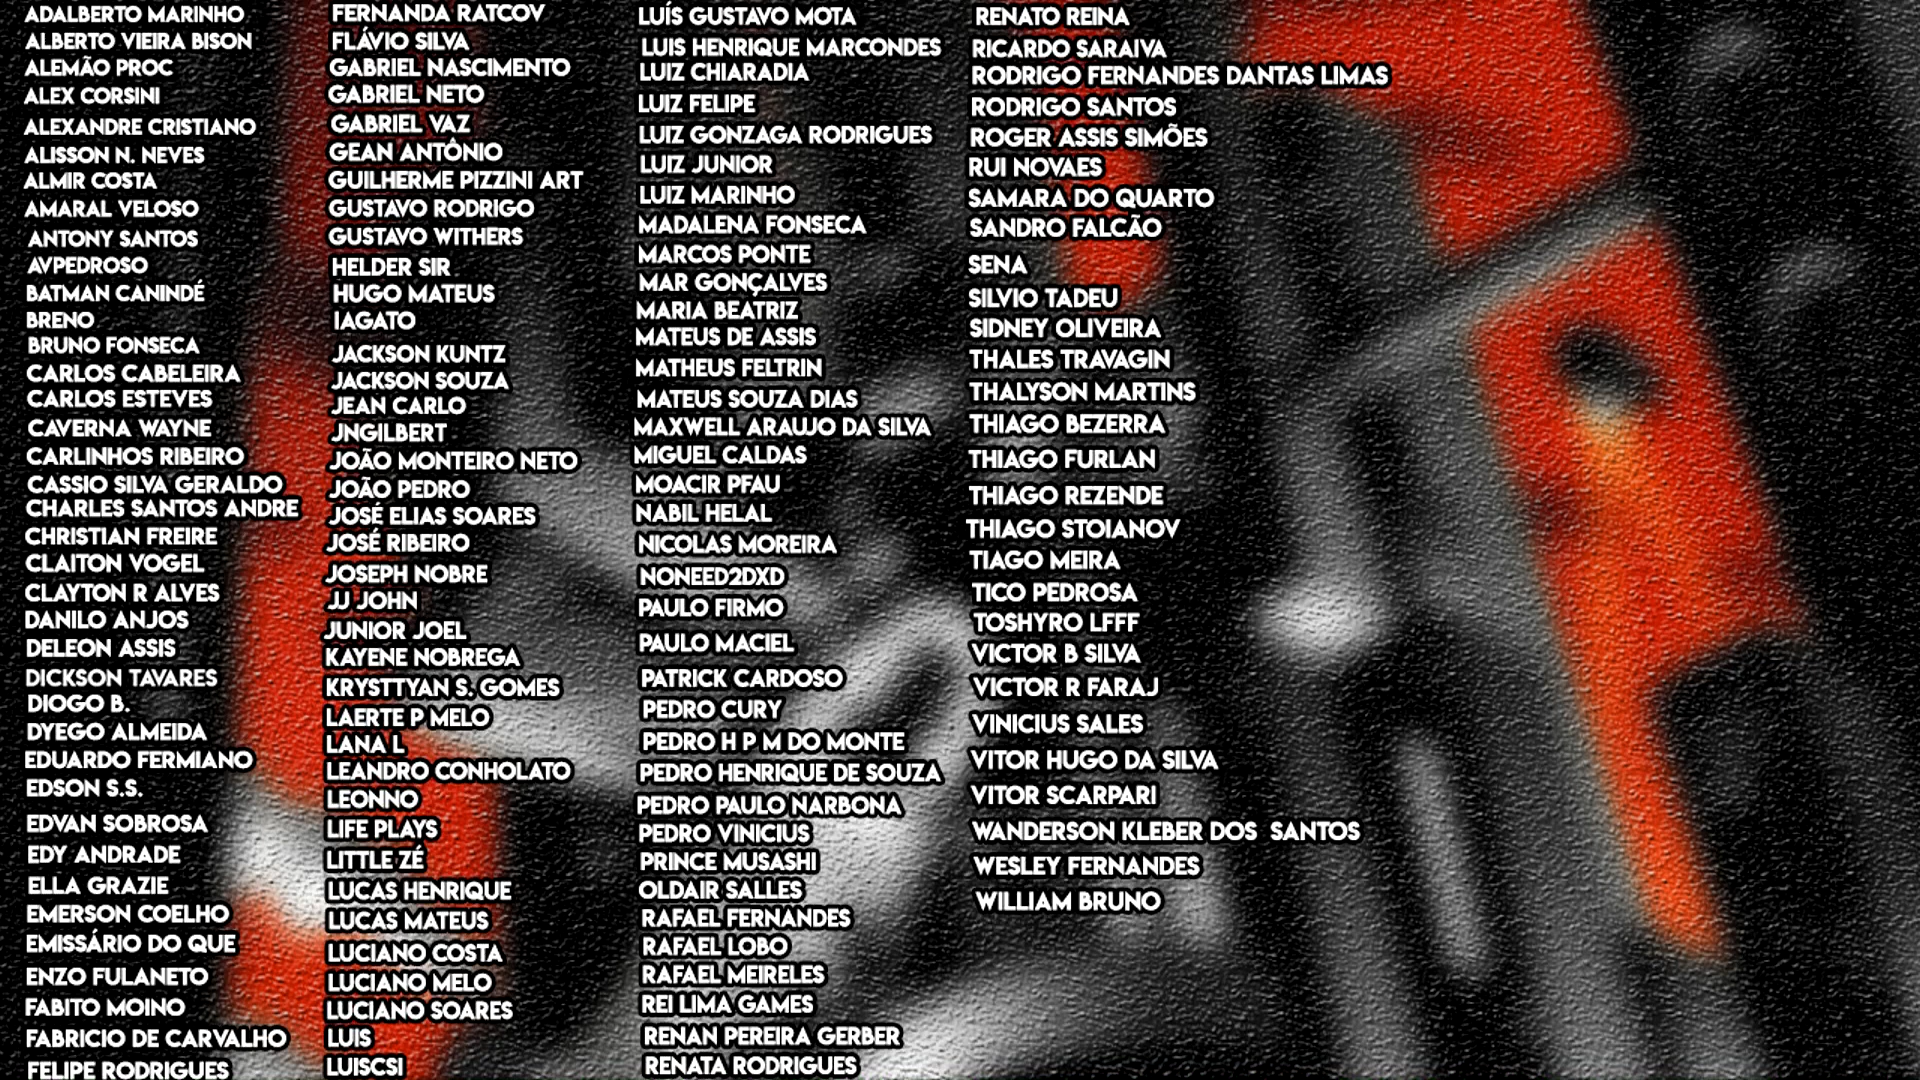 ADALBERTO MARINHO
ALBERTO VIEIRA BISON
ALEMÃO PROC
ALEX CORSINI
ALEXANDRE CRISTIANO
ALISSON N. NEVES
ALMIR COSTA
AMARAL VELOSO
ANTONY SANTOS
AVPEDROSO
BATMAN CANINDÉ
BRENO
BRUNO FONSECA
CARLOS CABELEIRA
CARLOS ESTEVES
CAVERNA WAYNE
CARLINHOS RIBEIRO
CASSIO SILVA GERALDO
CHARLES SANTOS ANDRE
CHRISTIAN FREIRE
CLAITON VOGEL
CLAYTON R ALVES
DANILO ANJOS
DELEON ASSIS
DICKSON TAVARES
DIOGO B.
DYEGO ALMEIDA
EDUARDO FERMIANO
EDSON S.S.
EDVAN SOBROSA
EDY ANDRADE
ELLA GRAZIE
EMERSON COELHO
EMISSÁRIO DO QUE
ENZO FULANETO
FABITO MOINO
FABRICIO DE CARVALHO
FELIPE RODRIGUES
FERNANDA RATCOV
FLÁVIO SILVA
GABRIEL NASCIMENTO
GABRIEL NETO
GABRIEL VAZ
GEAN ANTÔNIO
GUILHERME PIZZINI ART
GUSTAVO RODRIGO
GUSTAVO WITHERS
HELDER SIR
HUGO MATEUS
IAGATO
JACKSON KUNTZ
JACKSON SOUZA
JEAN CARLO
JNGILBERT
JOÃO MONTEIRO NETO
JOÃO PEDRO
JOSÉ ELIAS SOARES
JOSÉ RIBEIRO
JOSEPH NOBRE
JJ JOHN
JUNIOR JOEL
KAYENE NOBREGA
KRYSTTYAN S. GOMES
LAERTE P MELO
LANA L
LEANDRO CONHOLATO
LEONNO
LIFE PLAYS
LITTLE ZÉ
LUCAS HENRIQUE
LUCAS MATEUS
LUCIANO COSTA
LUCIANO MELO
LUCIANO SOARES
LUIS
LUISCSI
LUÍS GUSTAVO MOTA
LUIS HENRIQUE MARCONDES
LUIZ CHIARADIA
LUIZ FELIPE
LUIZ GONZAGA RODRIGUES
LUIZ JUNIOR
LUIZ MARINHO
MADALENA FONSECA
MARCOS PONTE
MAR GONÇALVES
MARIA BEATRIZ
MATEUS DE ASSIS
MATHEUS FELTRIN
MATEUS SOUZA DIAS
MAXWELL ARAUJO DA SILVA
MIGUEL CALDAS
MOACIR PFAU
NABIL HELAL
NICOLAS MOREIRA
NONEED2DXD
PAULO FIRMO
PAULO MACIEL
PATRICK CARDOSO
PEDRO CURY
PEDRO H P M DO MONTE
PEDRO HENRIQUE DE SOUZA
PEDRO PAULO NARBONA
PEDRO VINICIUS
PRINCE MUSASHI
OLDAIR SALLES
RAFAEL FERNANDES
RAFAEL LOBO
RAFAEL MEIRELES
REI LIMA GAMES
RENAN PEREIRA GERBER
RENATA RODRIGUES
RENATO REINA
RICARDO SARAIVA
RODRIGO FERNANDES DANTAS LIMAS
RODRIGO SANTOS
ROGER ASSIS SIMÕES
RUI NOVAES
SAMARA DO QUARTO
SANDRO FALCÃO
SENA
SILVIO TADEU
SIDNEY OLIVEIRA
THALES TRAVAGIN
THALYSON MARTINS
THIAGO BEZERRA
THIAGO FURLAN
THIAGO REZENDE
THIAGO STOIANOV
TIAGO MEIRA
TICO PEDROSA
TOSHYRO LFFF
VICTOR B SILVA
VICTOR R FARAJ
VINICIUS SALES
VITOR HUGO DA SILVA
VITOR SCARPARI
WANDERSON KLEBER DOS SANTOS
WESLEY FERNANDES
WILLIAM BRUNO